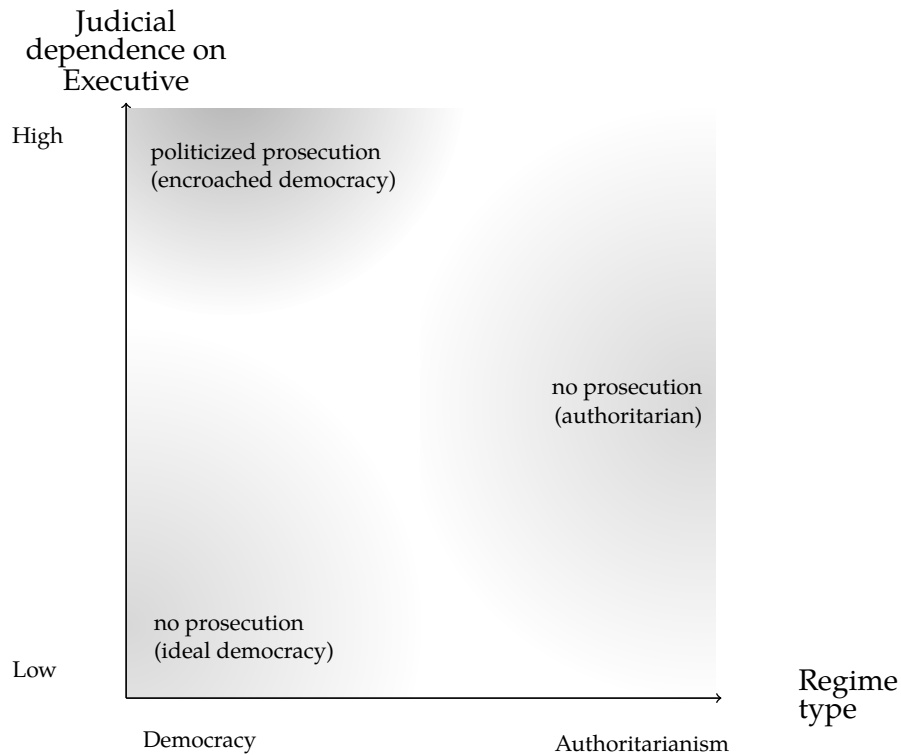 Judicial
dependence on
Executive
High
politicized prosecution
(encroached democracy)
no prosecution
(authoritarian)
no prosecution
(ideal democracy)
Low
Regime
type
Democracy
Authoritarianism